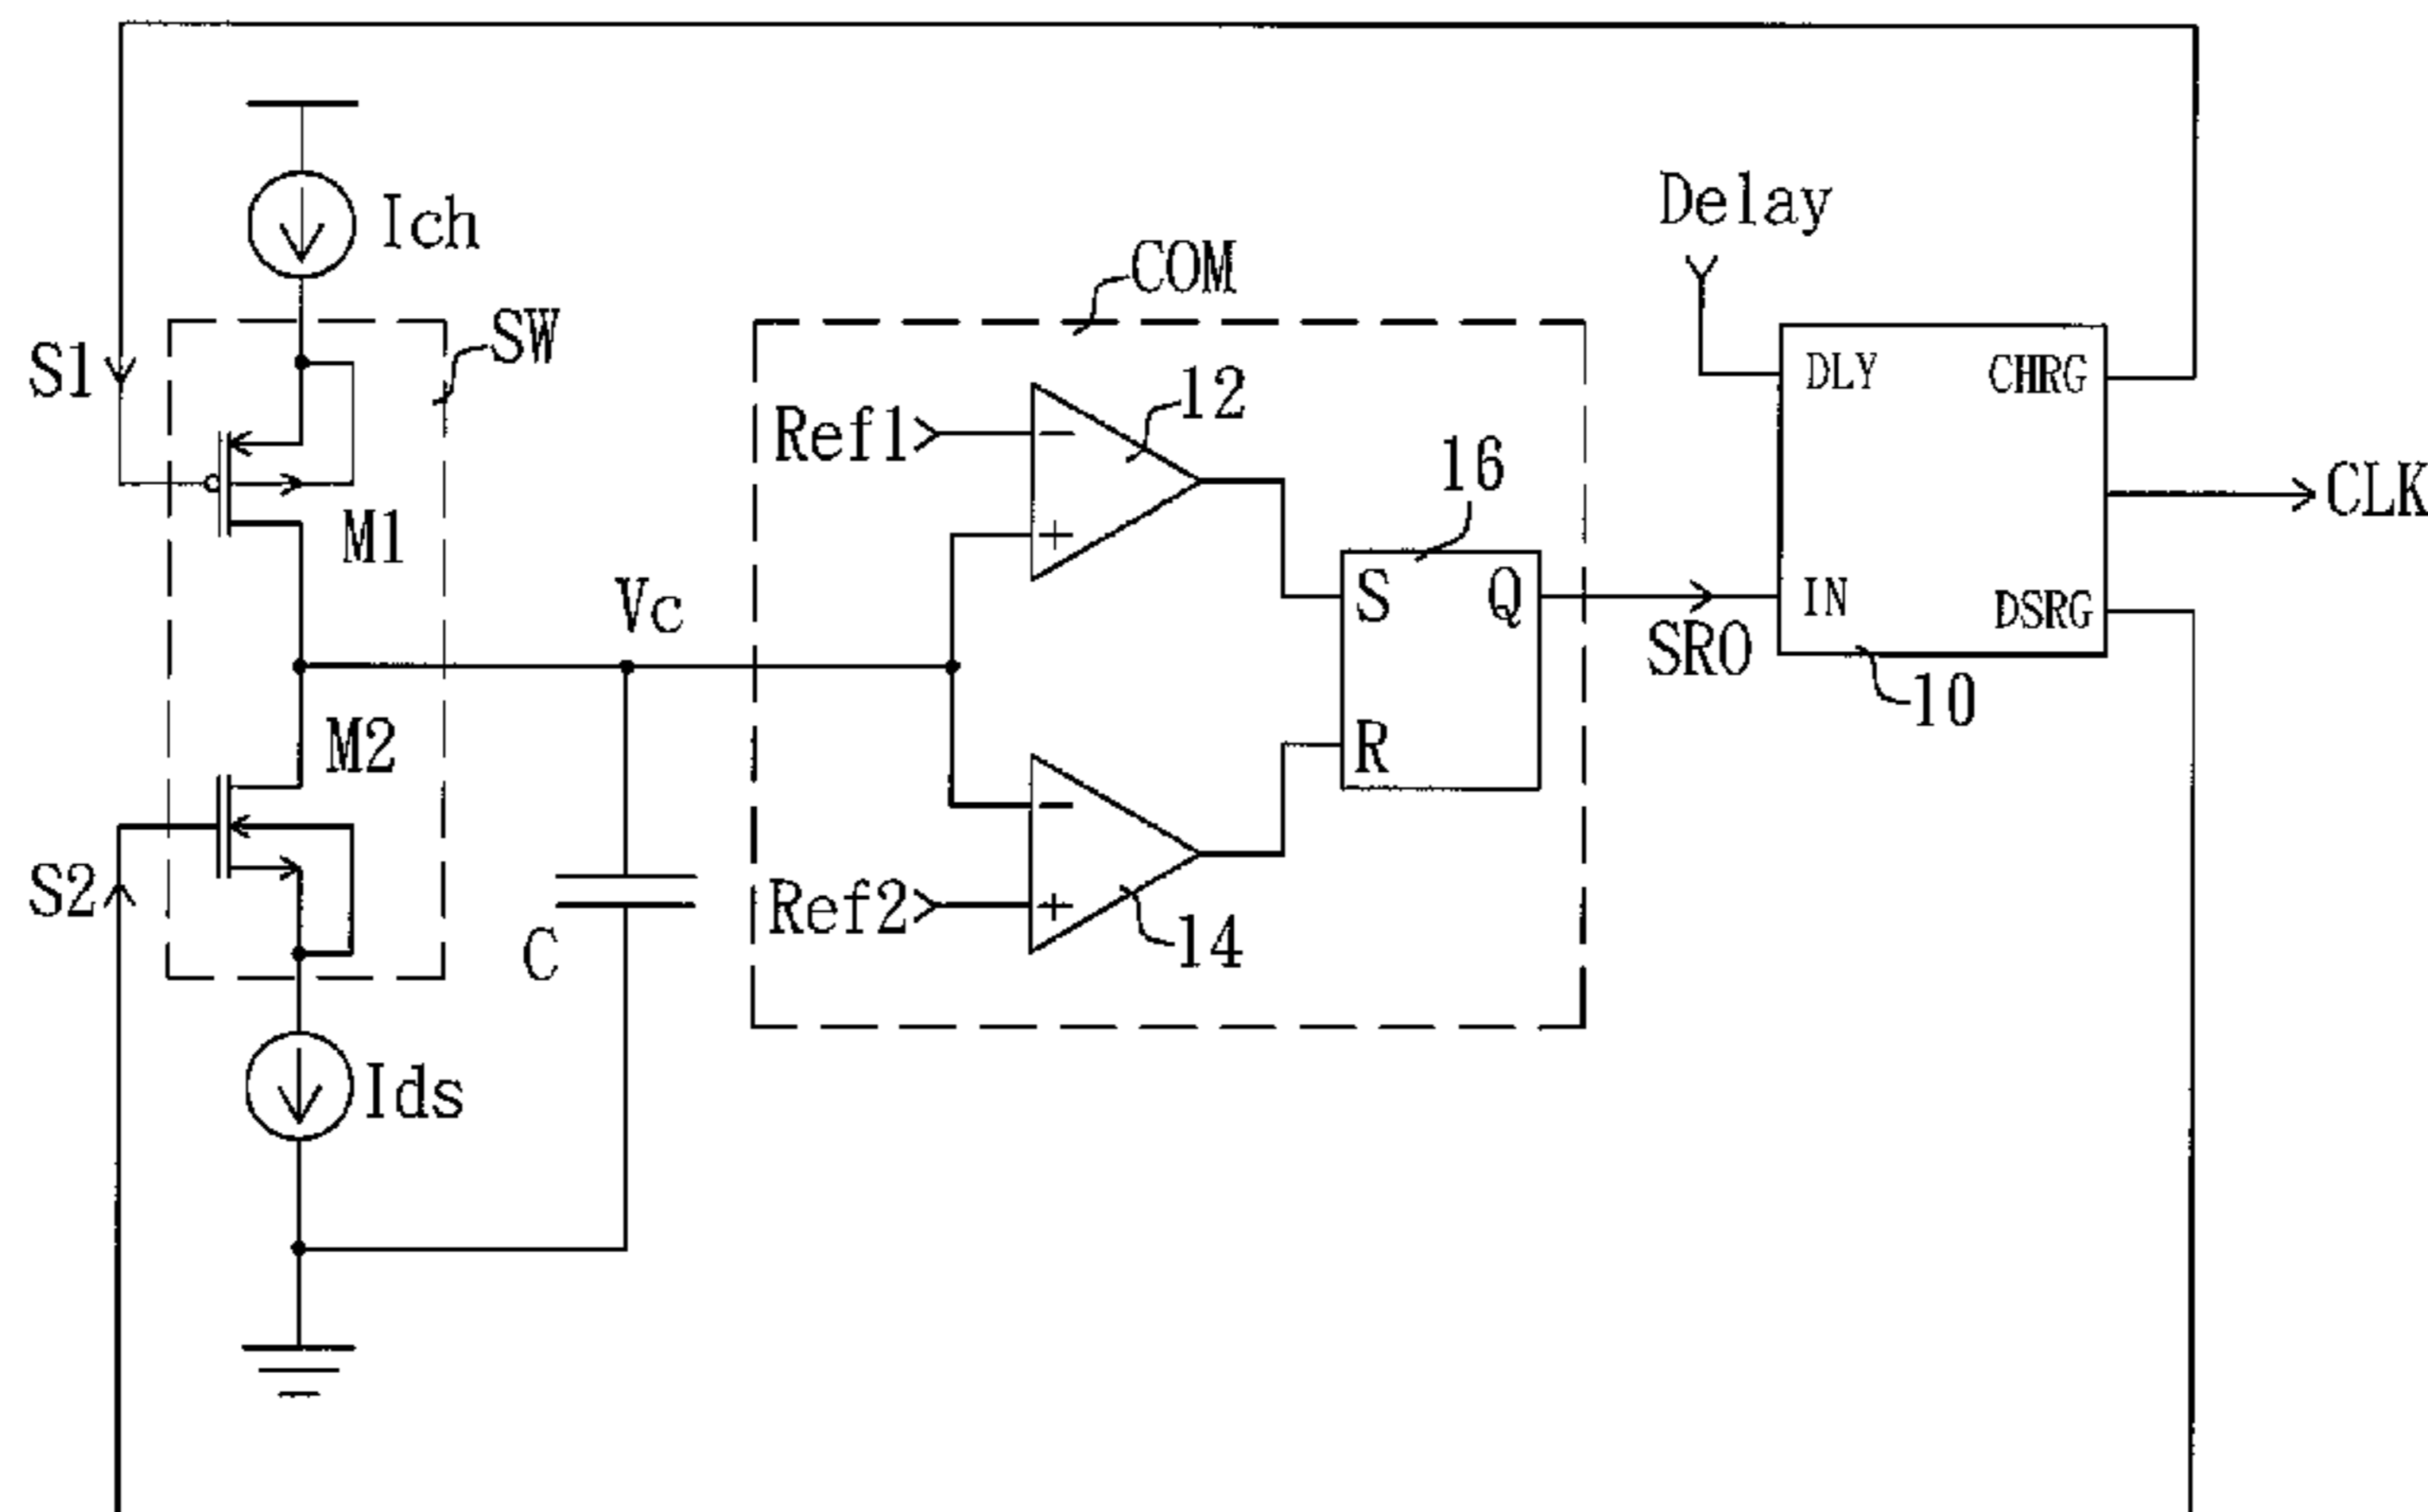 Ich
Delay
COM
SW
S1
DLY
CHRG
12
Ref1
−
16
CLK
+
M1
Vc
S
Q
IN
DSRG
SRO
10
M2
R
−
S2
Ref2
+
14
C
Ids